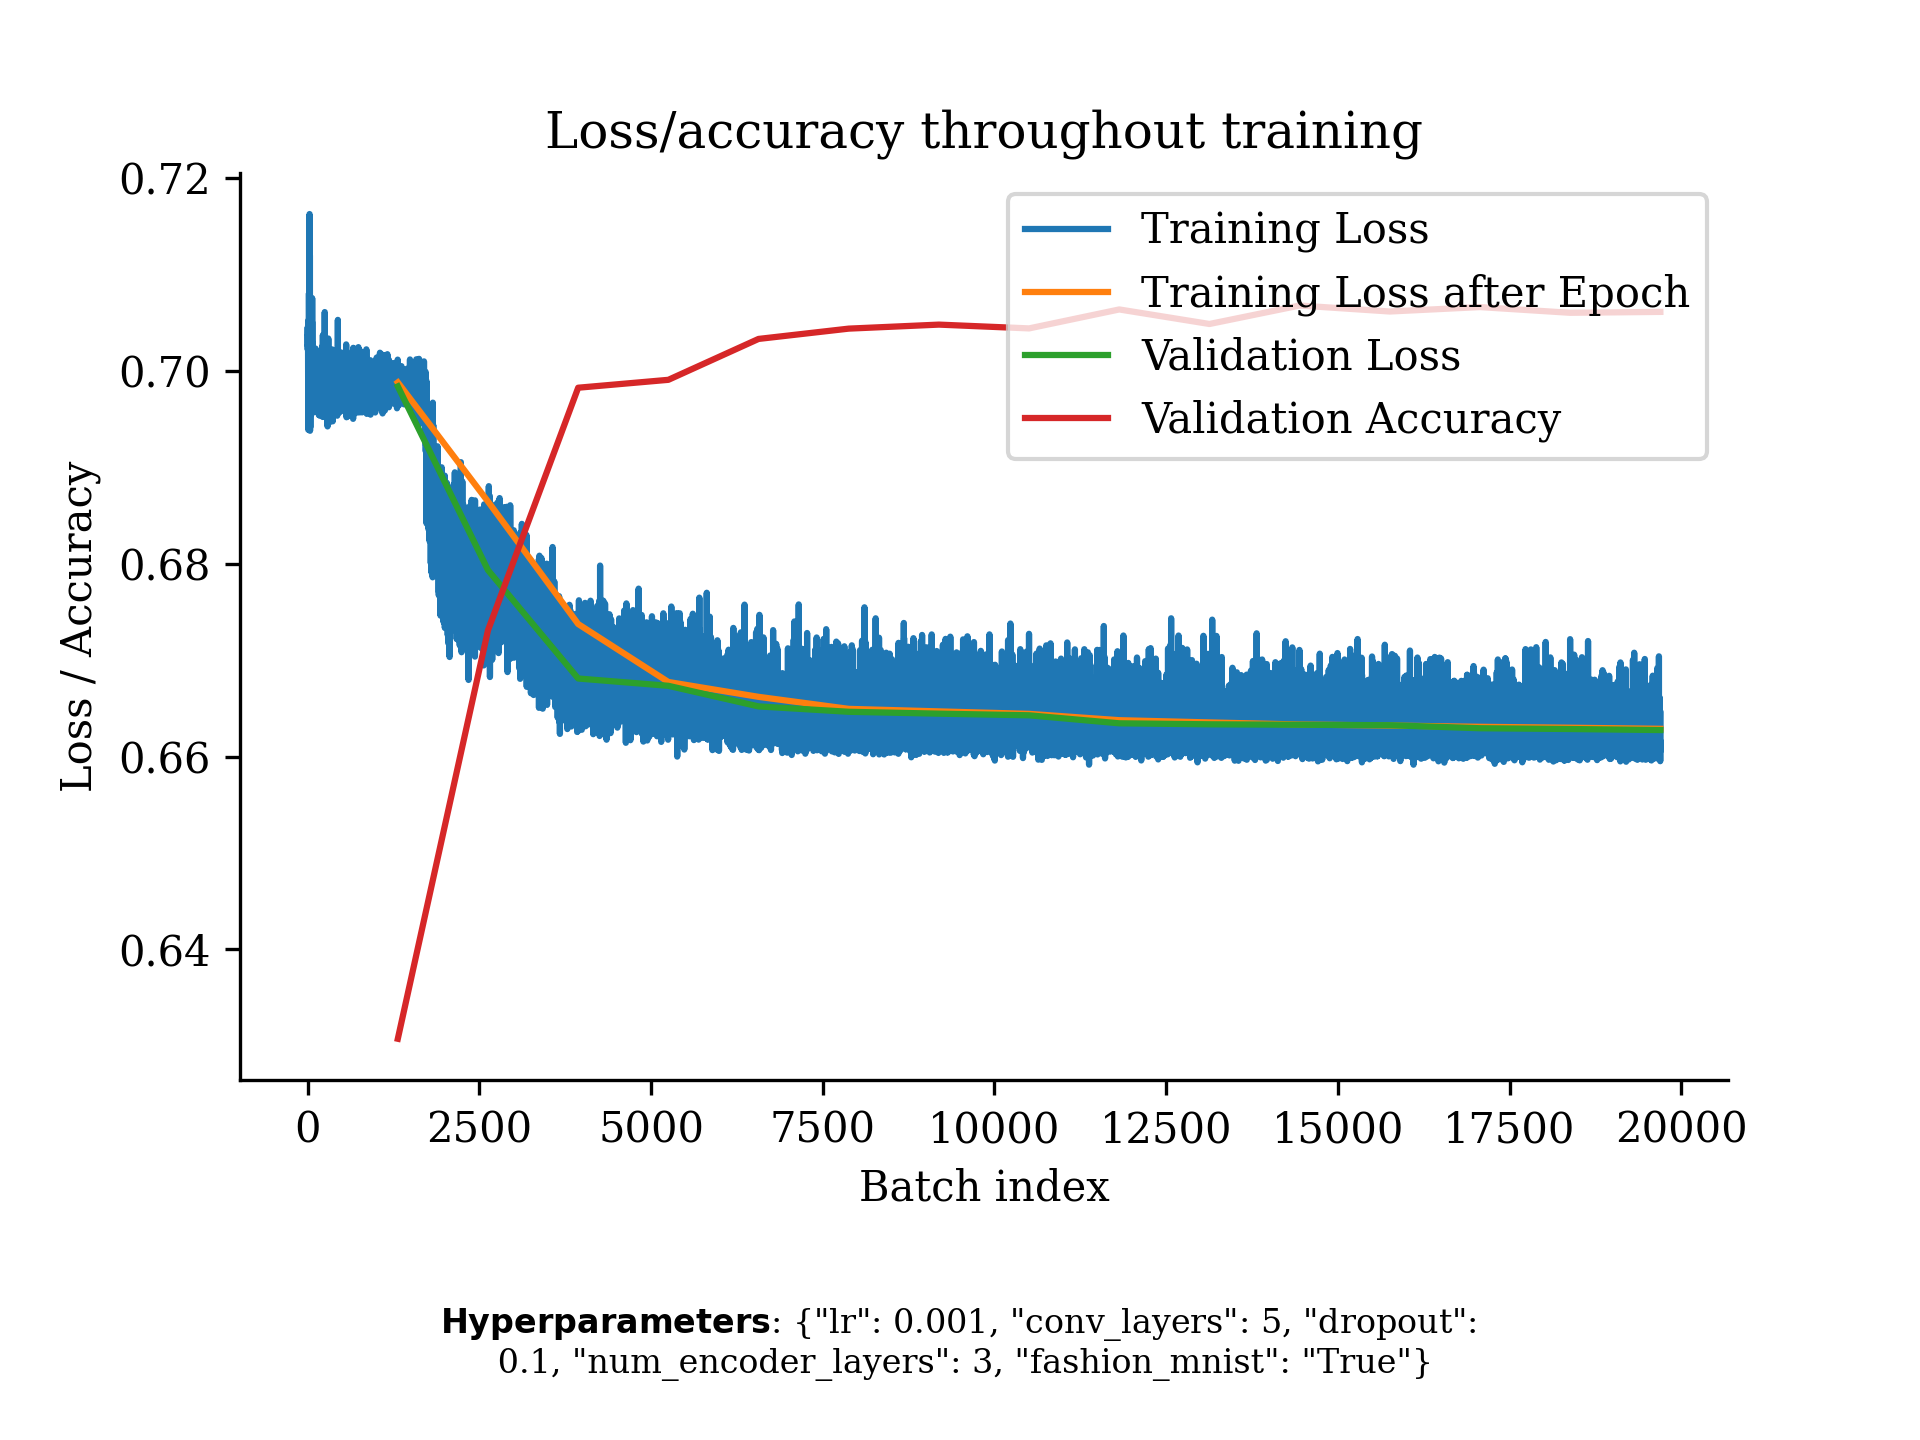 Loss/accuracy throughout training
0.72
0.70
0.68
0.66
0.64
Loss / Accuracy
Training Loss
Training Loss after Epoch
Validation Loss
Validation Accuracy
0 2500 5000 7500 10000 12500 15000 17500 20000
Batch index
Hyperparameters: {"lr": 0.001, "conv_layers": 5, "dropout":
0.1, "num_encoder_layers": 3, "fashion_mnist": "True"}